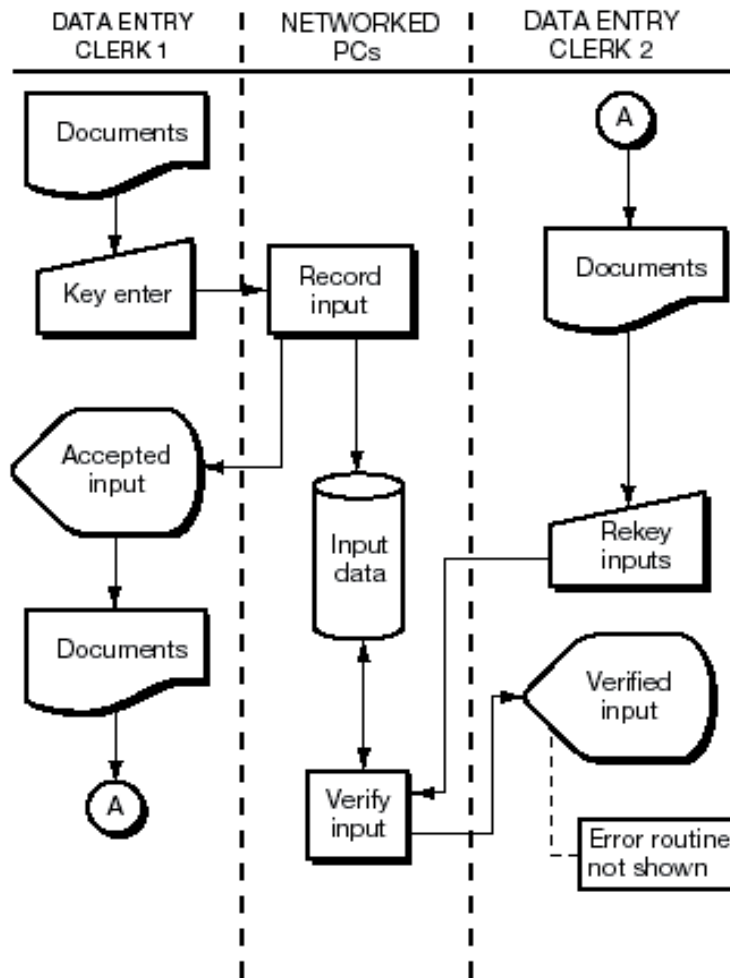 DATA ENTRY
CLERK 1
NETWORKED
PCs
DATA ENTRY
CLERK 2
Documents
A
Documents
Key enter
Record
input
Accepted
input
Input
data
Rekey
inputs
Documents
Verified
input
A
Verify
input
Error routine
not shown